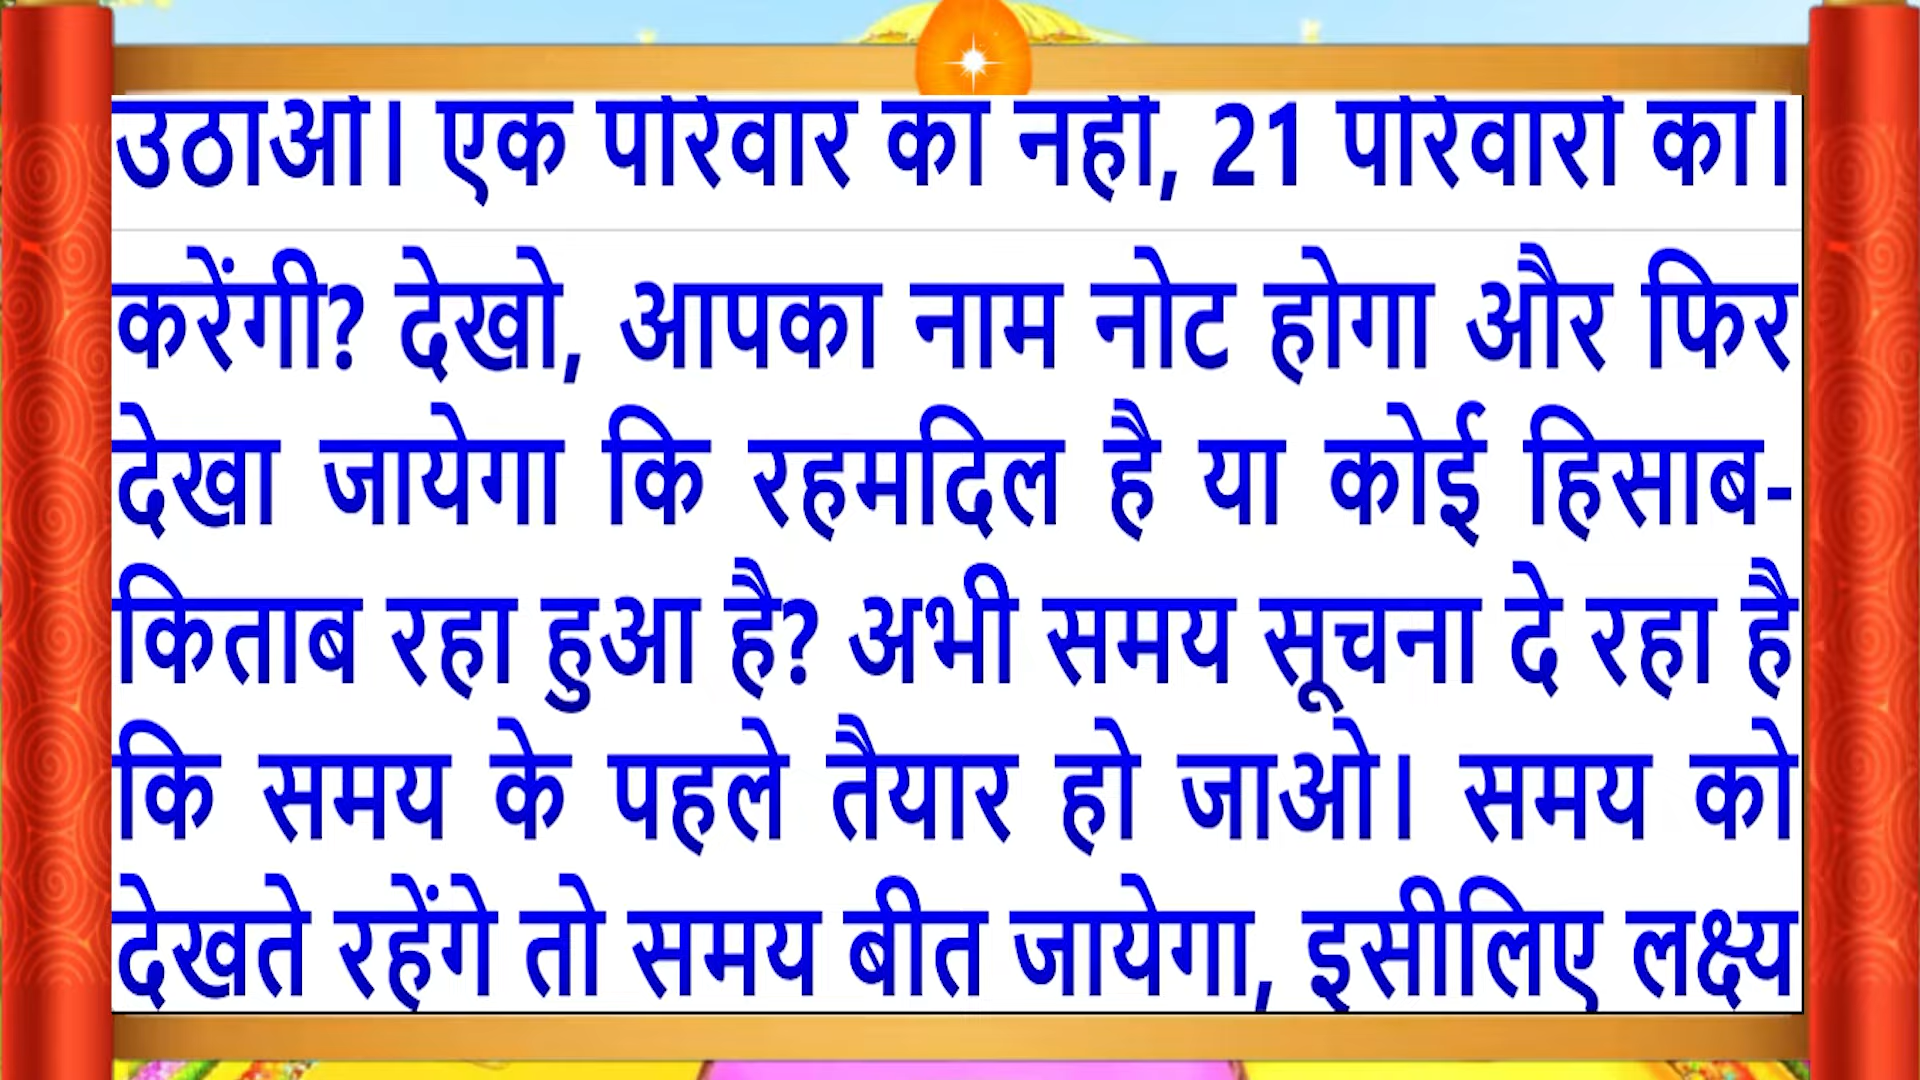 उठाओ। एक परिवार का नहीं, 21 परिवारों का।
करेंगी? देखो, आपका नाम नोट होगा और फिर
देखा जायेगा कि रहमदिल है या कोई हिसाब-
किताब रहा हुआ है? अभी समय सूचना दे रहा है
कि समय के पहले तैयार हो जाओ। समय को
देखते रहेंगे तो समय बीत जायेगा, इसीलिए लक्ष्य